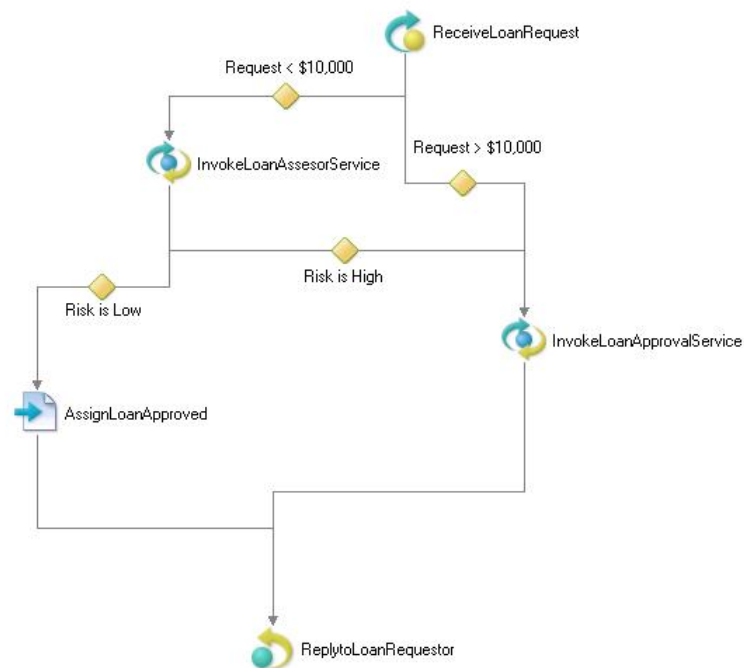 ReceiveLoanRequest
Request < $10,000
Request > $10,000
InvokeLoanAssesorService
Risk is High
Risk is Low
InvokeLoanApprovalService
AssignLoanApproved
ReplytoLoanRequestor